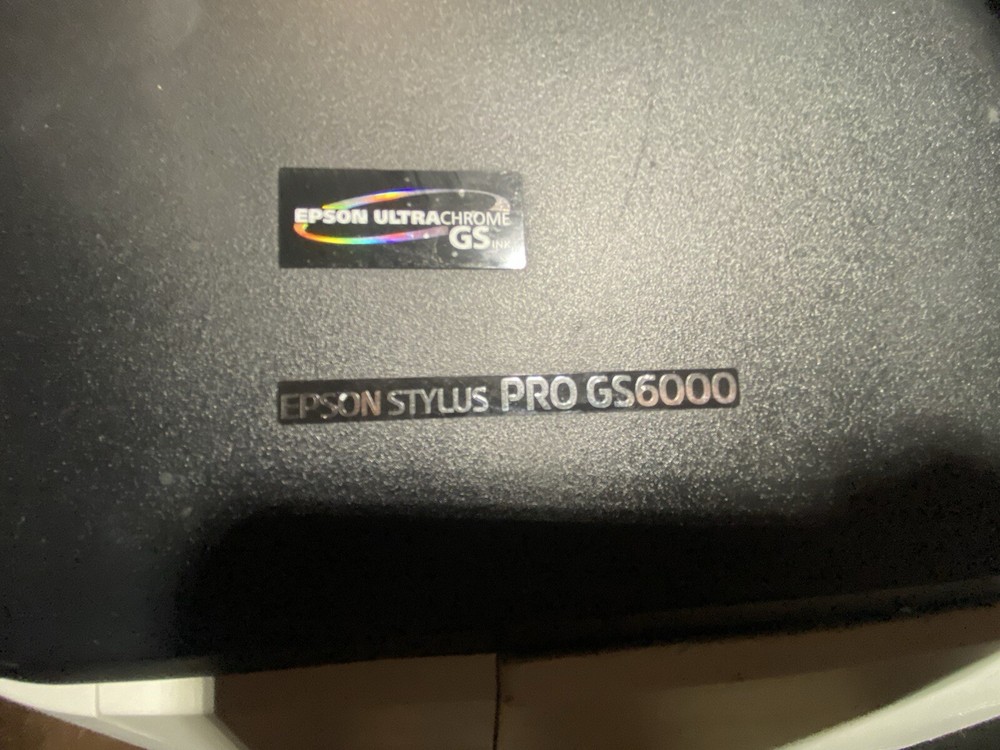 EPSON ULTRACHROME
GS INK
EPSON STYLUS PRO GS6000